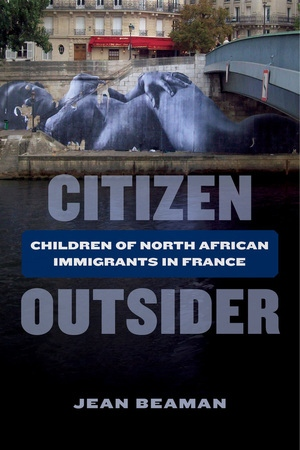 CITIZEN
CHILDREN OF NORTH AFRICAN
IMMIGRANTS IN FRANCE
OUTSIDER
JEAN BEAMAN